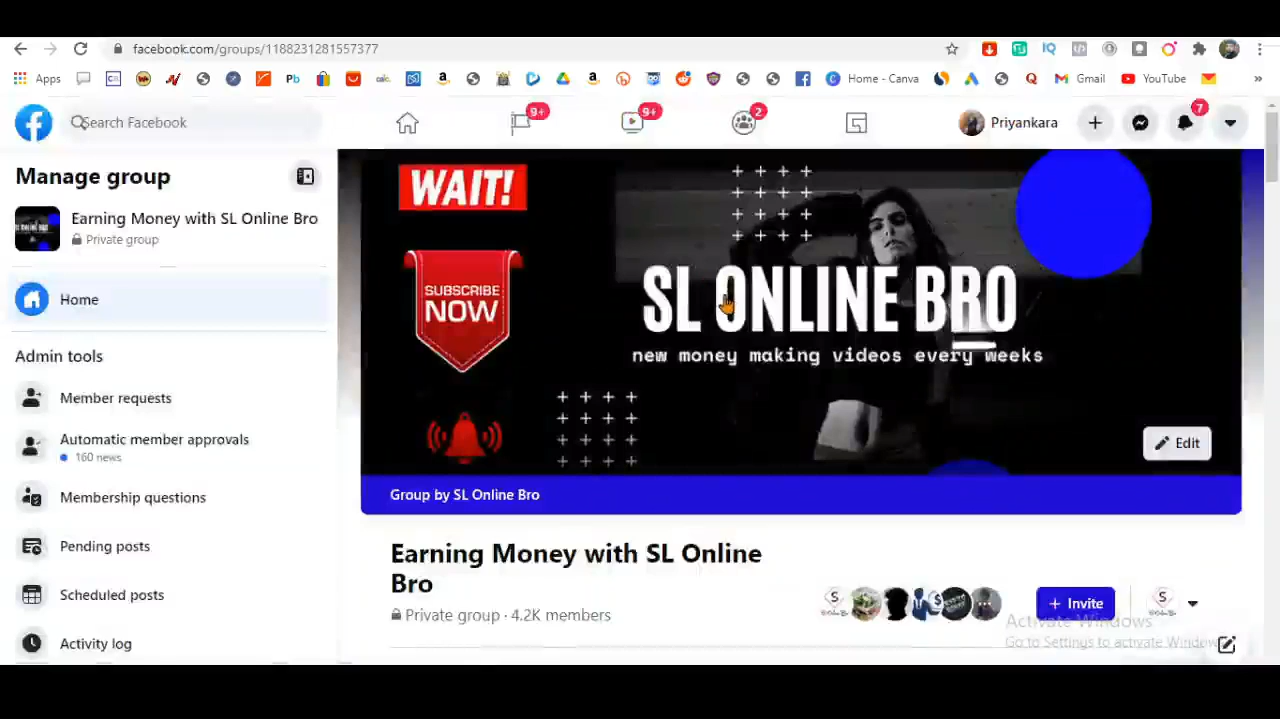 facebook.com/groups/1188231281557377
Apps
Pb
calc
Home - Canva
Gmail
YouTube
Search Facebook
9+
9+
2
Priyankara
7
Manage group
Earning Money with SL Online Bro
Private group
Home
Admin tools
Member requests
Automatic member approvals
160 news
Membership questions
Pending posts
Scheduled posts
Activity log
WAIT!
SUBSCRIBE
NOW
SL ONLINE BRO
new money making videos every weeks
Edit
Group by SL Online Bro
Earning Money with SL Online
Bro
Private group · 4.2K members
+ Invite
Activate Windows
Go to Settings to activate Windows